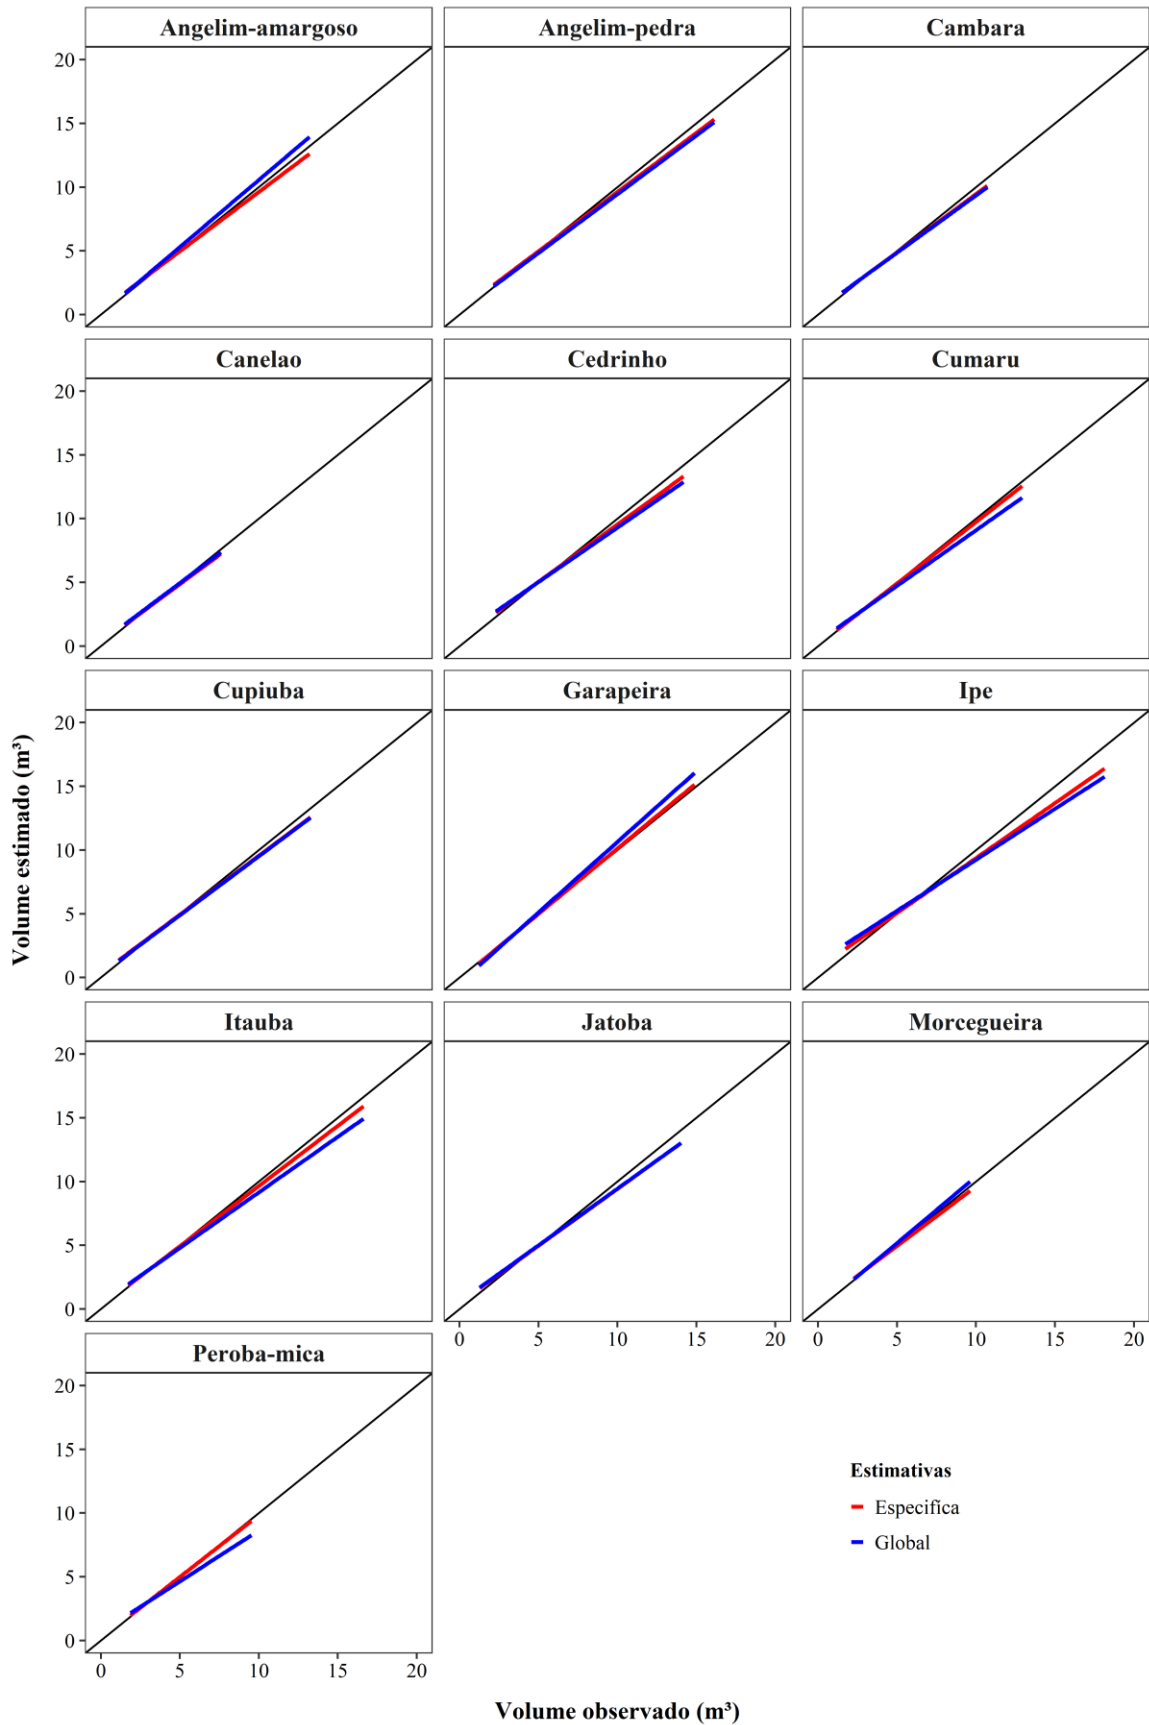 Angelim-amargoso
Angelim-pedra
Cambara
20
15
10
5
0
Canelao
Cedrinho
Cumaru
20
15
10
5
0
Cupiuba
Garapeira
Ipe
20
15
10
5
0
Itauba
Jatoba
Morcegueira
20
15
10
5
0
0 5 10 15 20
0 5 10 15 20
Peroba-mica
20
15
10
5
0
0 5 10 15 20
Estimativas
Especifica
Global
Volume estimado (m³)
Volume observado (m³)